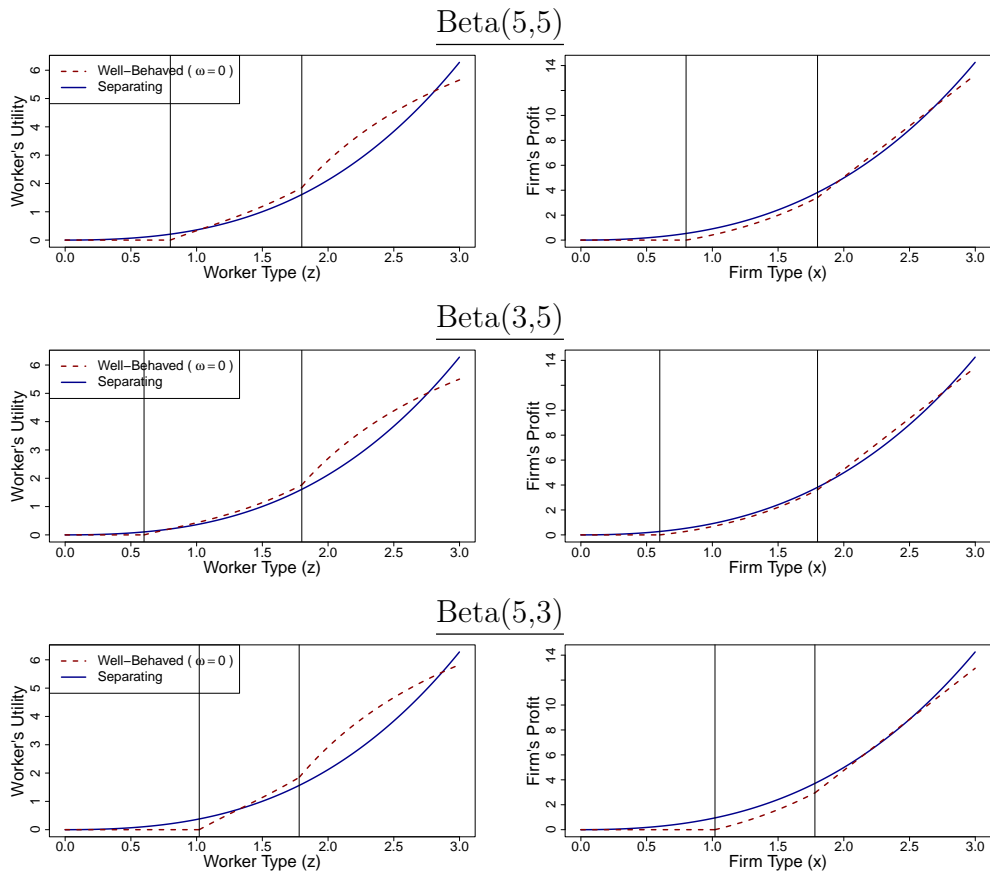 Beta(5,5)
Well-Behaved ( ω = 0 )
Separating
Worker's Utility
0 1 2 3 4 5 6
0.0 0.5 1.0 1.5 2.0 2.5 3.0
Worker Type (z)
Firm's Profit
0 2 4 6 8 10 14
0.0 0.5 1.0 1.5 2.0 2.5 3.0
Firm Type (x)
Beta(3,5)
Well-Behaved ( ω = 0 )
Separating
Worker's Utility
0 1 2 3 4 5 6
0.0 0.5 1.0 1.5 2.0 2.5 3.0
Worker Type (z)
Firm's Profit
0 2 4 6 8 10 14
0.0 0.5 1.0 1.5 2.0 2.5 3.0
Firm Type (x)
Beta(5,3)
Well-Behaved ( ω = 0 )
Separating
Worker's Utility
0 1 2 3 4 5 6
0.0 0.5 1.0 1.5 2.0 2.5 3.0
Worker Type (z)
Firm's Profit
0 2 4 6 8 10 14
0.0 0.5 1.0 1.5 2.0 2.5 3.0
Firm Type (x)